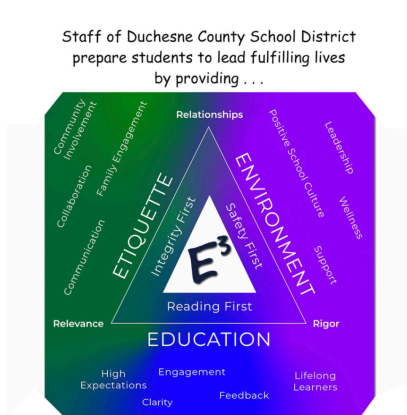 Staff of Duchesne County School District
prepare students to lead fulfilling lives
by providing . . .
Relationships
Community
Involvement
Family Engagement
Collaboration
Communication
ETIQUETTE
Integrity First
Positive School Culture
Leadership
Wellness
Support
ENVIRONMENT
Safety First
E³
Reading First
Relevance
Rigor
EDUCATION
High
Expectations
Engagement
Clarity
Feedback
Lifelong
Learners